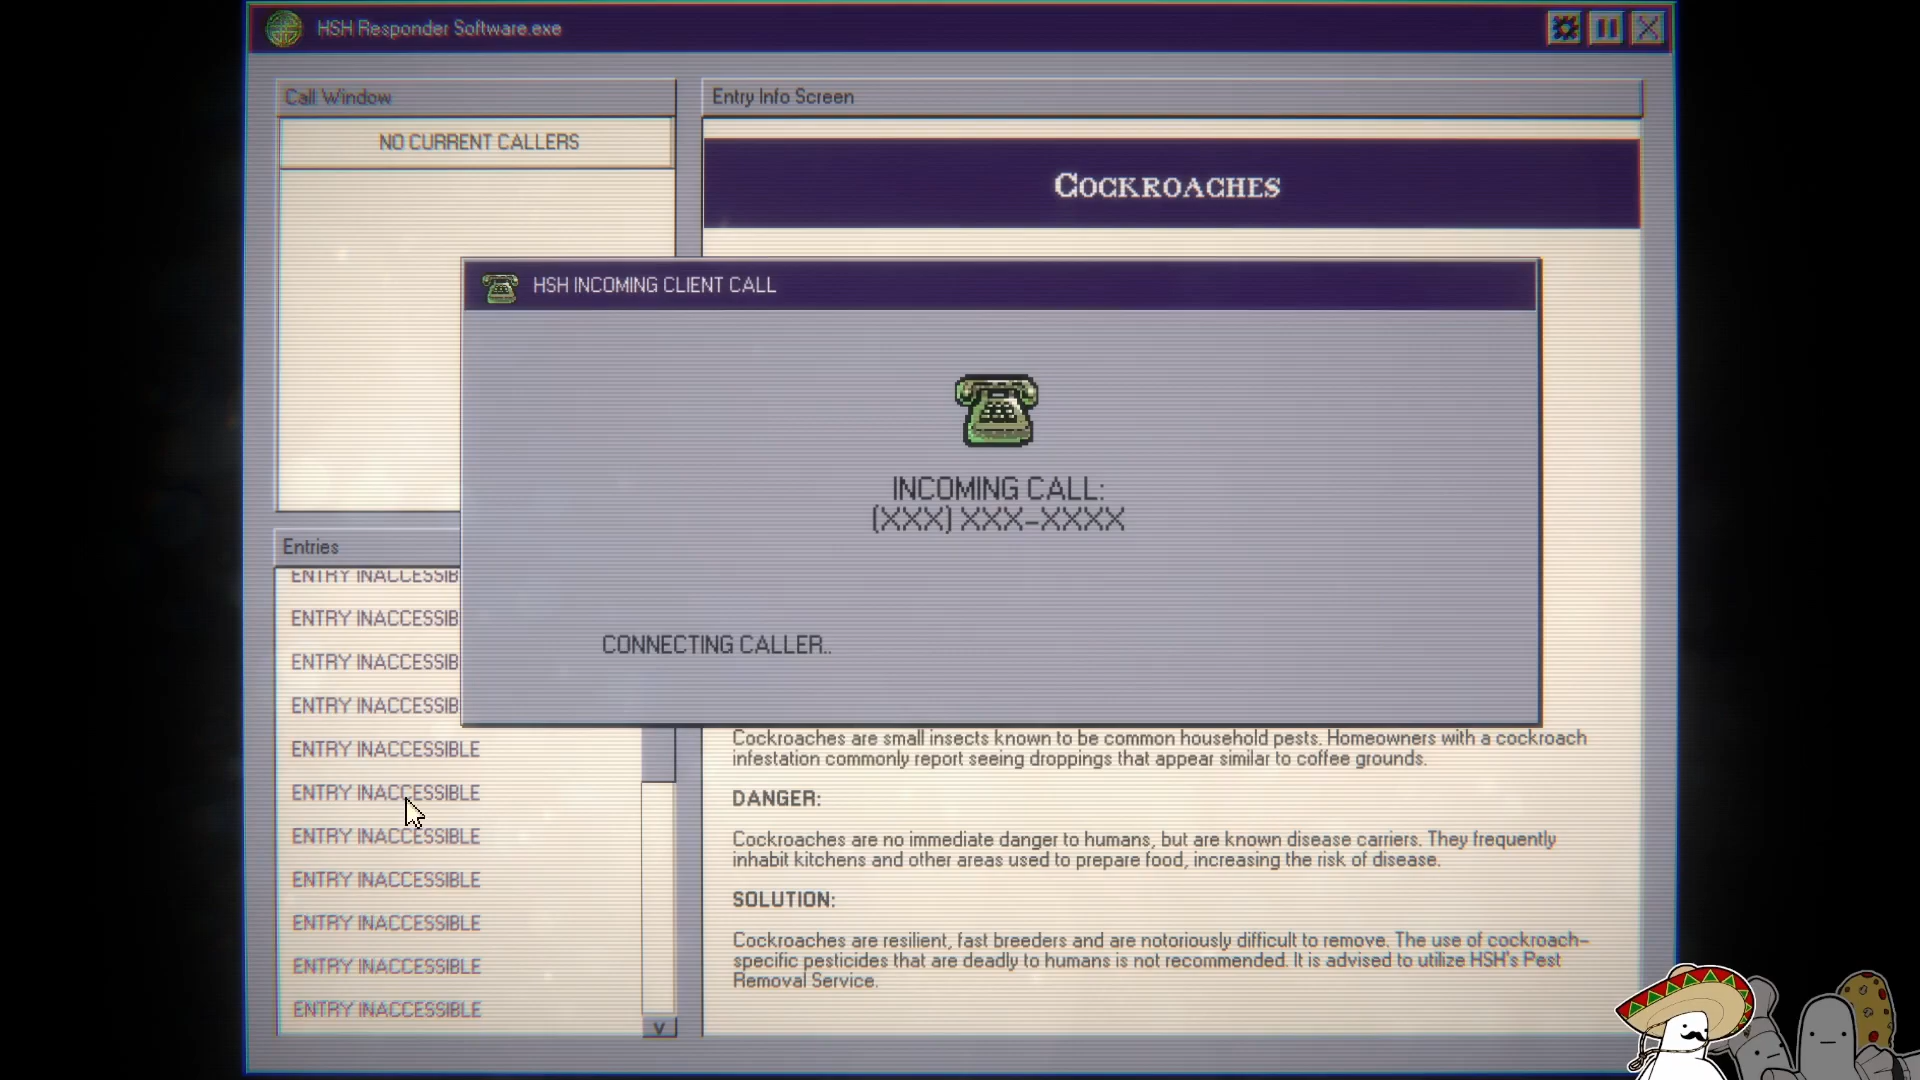 HSH Responder Software.exe
Call Window
NO CURRENT CALLERS
Entry Info Screen
COCKROACHES
HSH INCOMING CLIENT CALL
INCOMING CALL:
(XXX) XXX-XXXX
CONNECTING CALLER..
Entries
ENTRY INACCESSIB
ENTRY INACCESSIB
ENTRY INACCESSIB
ENTRY INACCESSIB
ENTRY INACCESSIBLE
ENTRY INACCESSIBLE
ENTRY INACCESSIBLE
ENTRY INACCESSIBLE
ENTRY INACCESSIBLE
ENTRY INACCESSIBLE
ENTRY INACCESSIBLE
Cockroaches are small insects known to be common household pests. Homeowners with a cockroach
infestation commonly report seeing droppings that appear similar to coffee grounds.
DANGER:
Cockroaches are no immediate danger to humans, but are known disease carriers. They frequently
inhabit kitchens and other areas used to prepare food, increasing the risk of disease.
SOLUTION:
Cockroaches are resilient, fast breeders and are notoriously difficult to remove. The use of cockroach-
specific pesticides that are deadly to humans is not recommended. It is advised to utilize HSH's Pest
Removal Service.